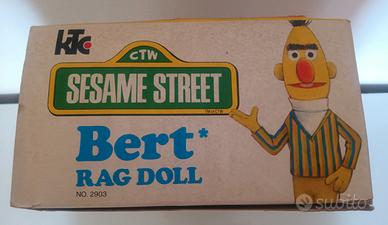 KTC
CTW
SESAME STREET
Bert*
RAG DOLL
NO. 2903
subito